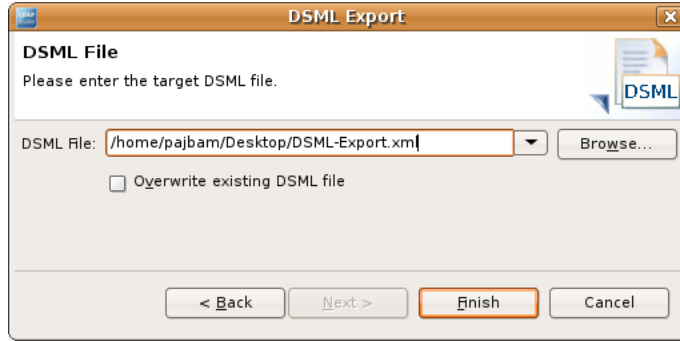 DSML Export
DSML File
Please enter the target DSML file.
DSML
DSML File: /home/pajbam/Desktop/DSML-Export.xml Browse...
Overwrite existing DSML file
< Back Next > Finish Cancel